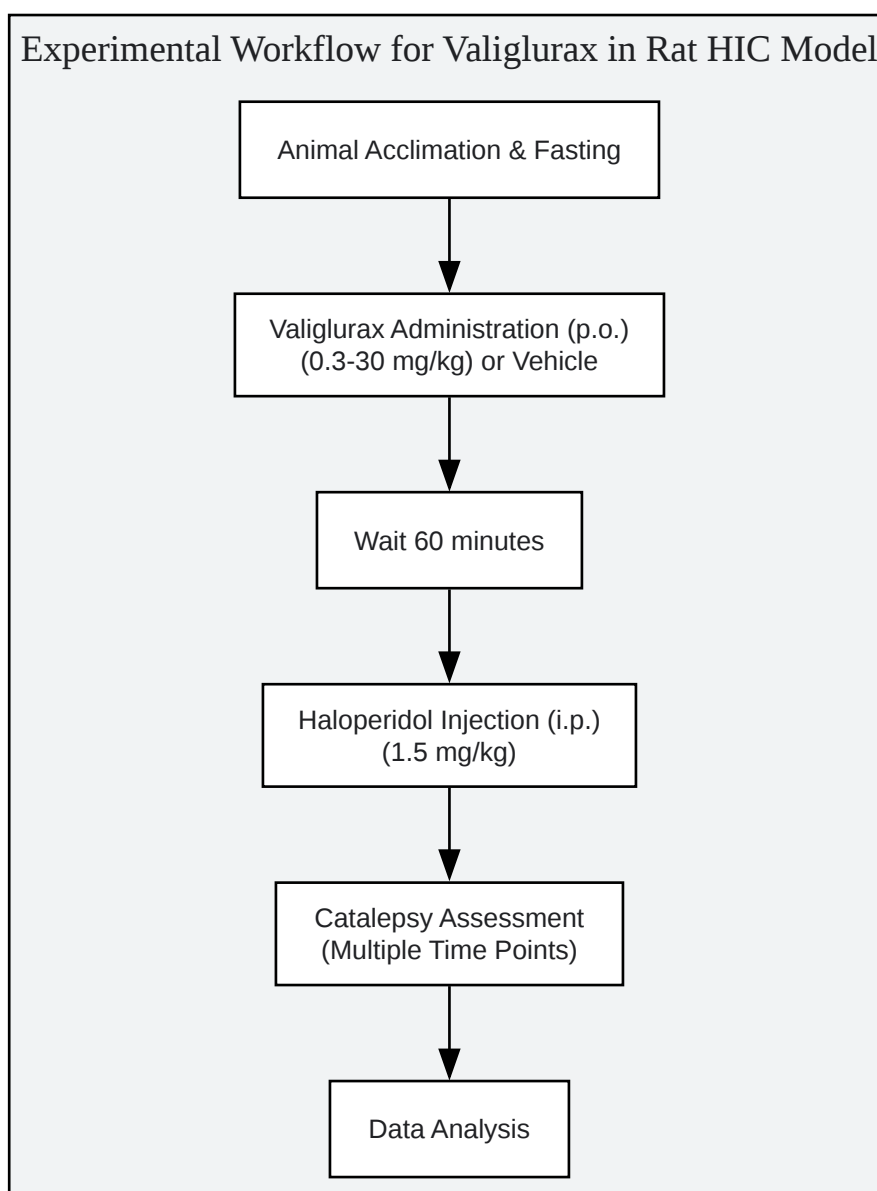 Experimental Workflow for Valiglurax in Rat HIC Model
Animal Acclimation & Fasting
Valiglurax Administration (p.o.)
(0.3-30 mg/kg) or Vehicle
Wait 60 minutes
Haloperidol Injection (i.p.)
(1.5 mg/kg)
Catalepsy Assessment
(Multiple Time Points)
Data Analysis